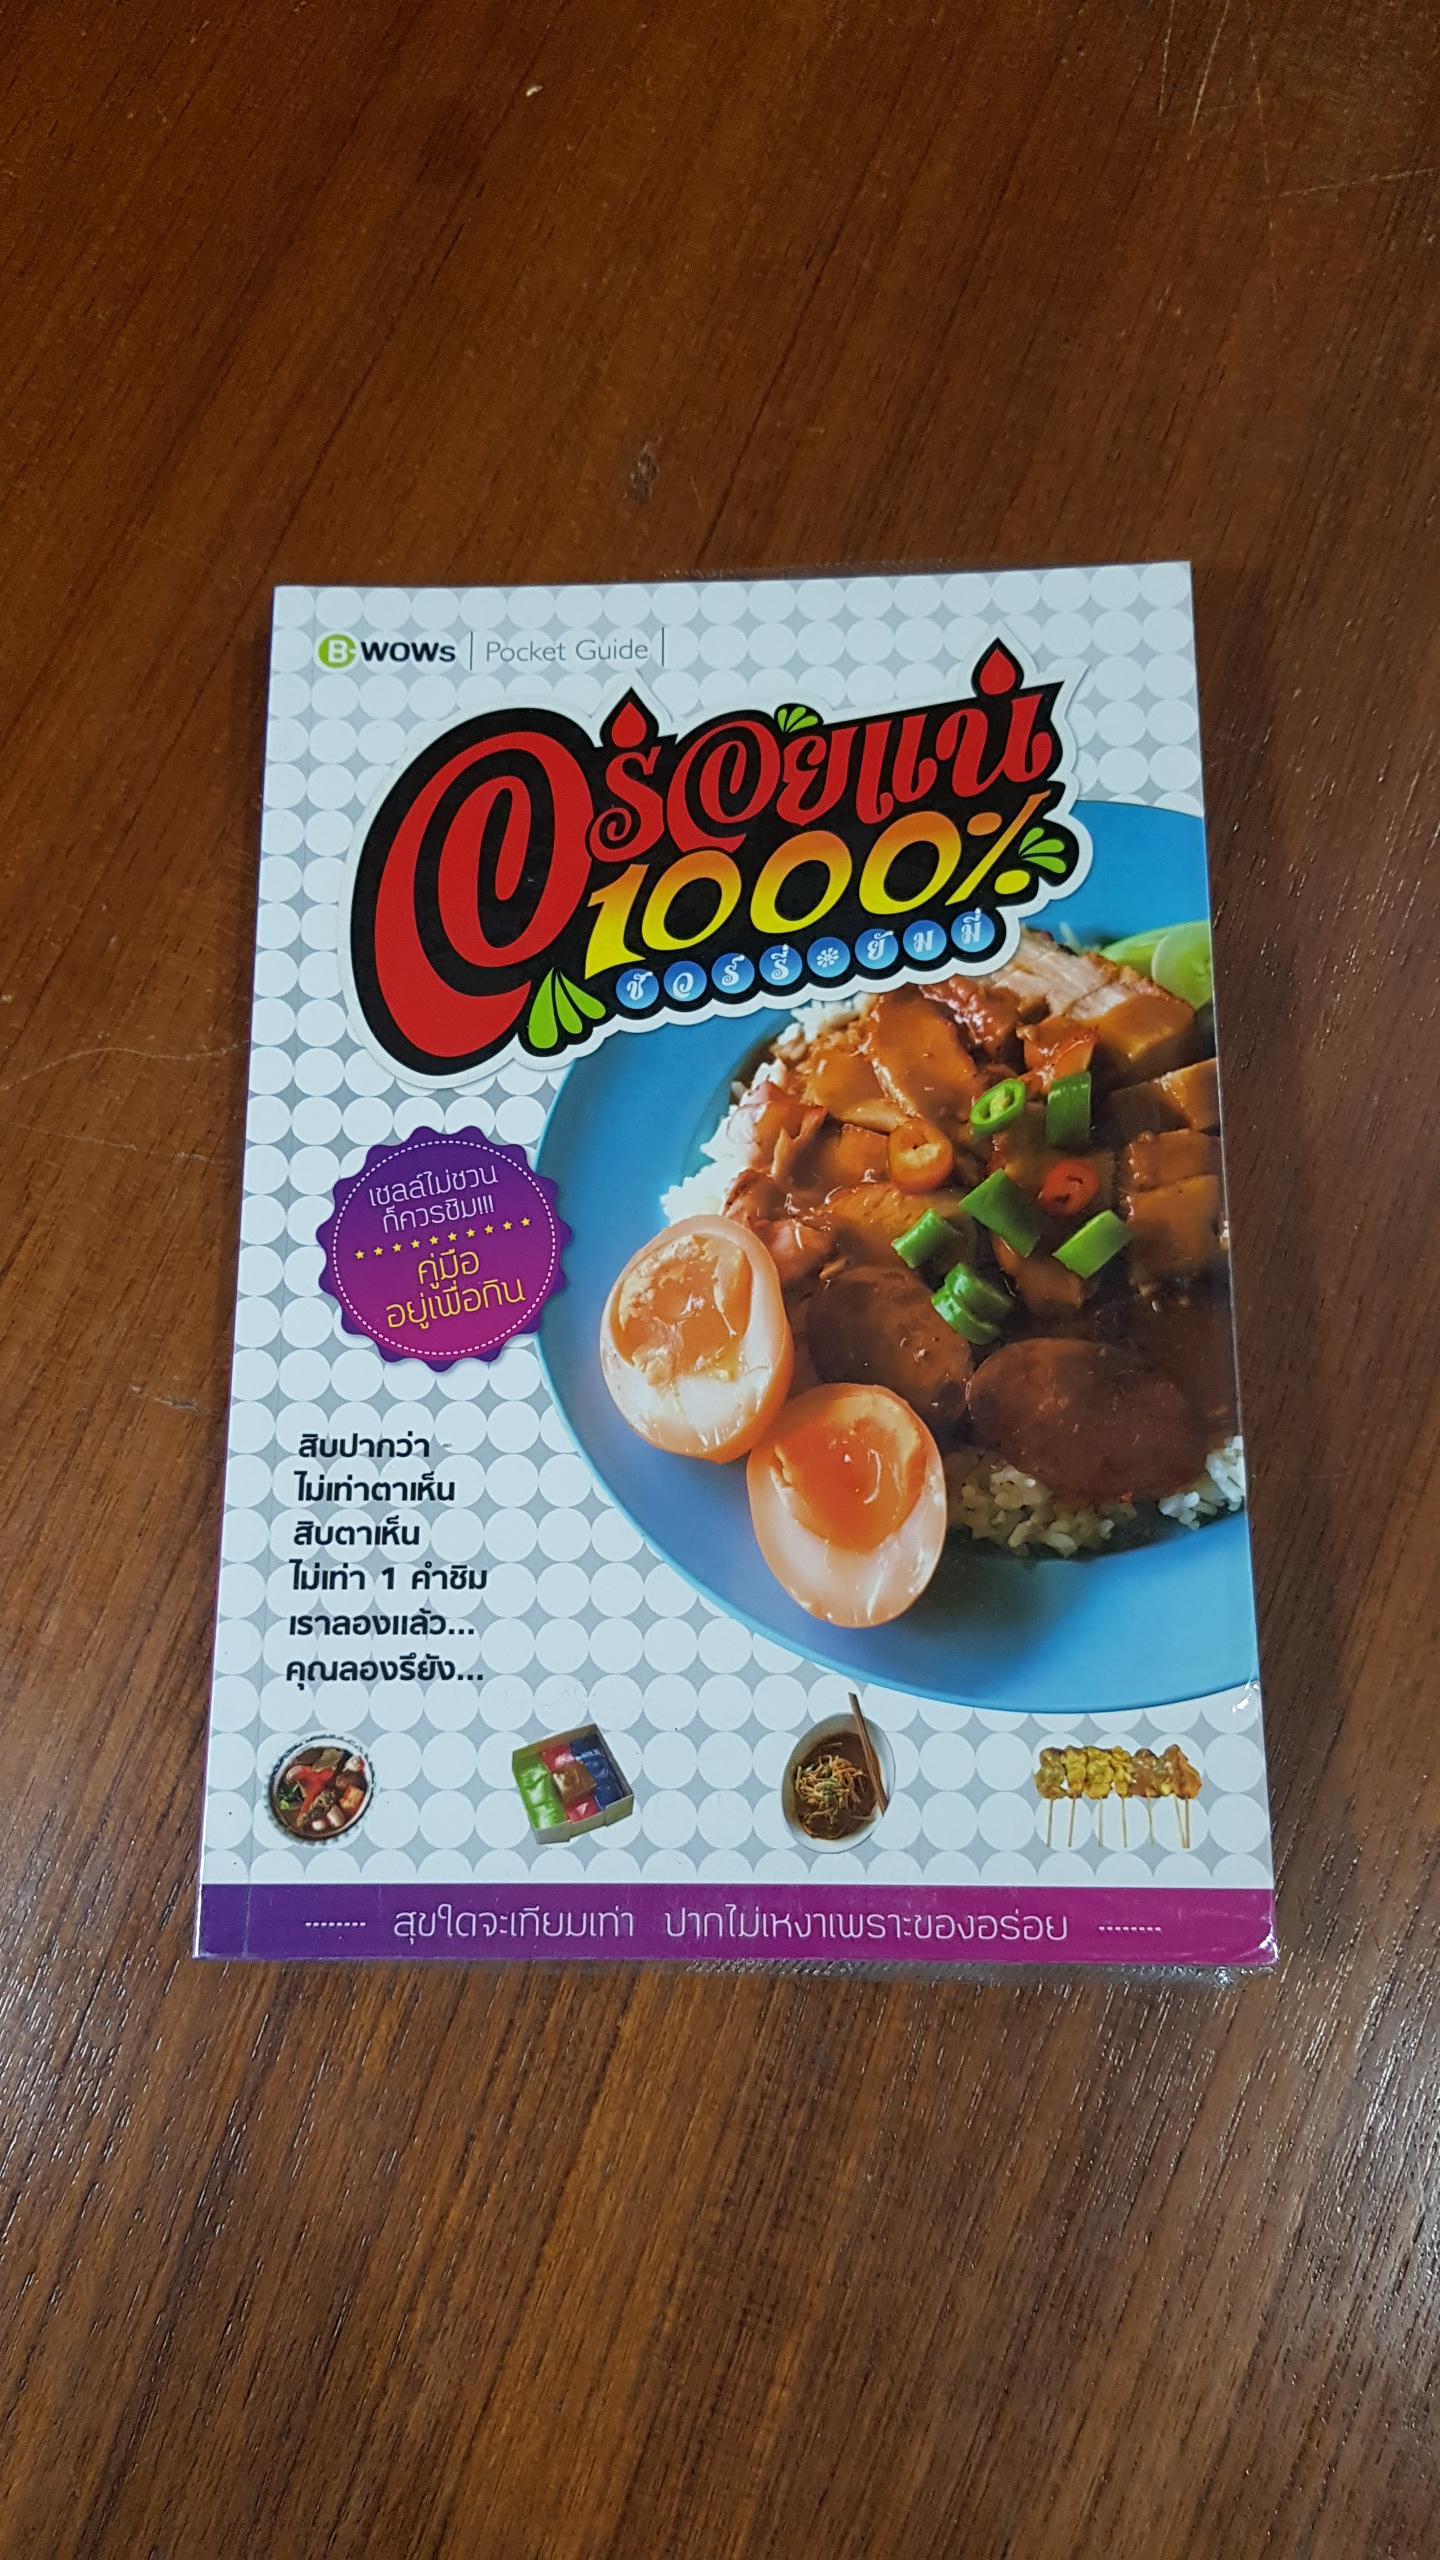 B WOWs | Pocket Guide |
อร่อยแน่
1000%
ชัวร์รี่ ยัมมี่
เชลล์ไม่ชวน
ก็ควรชิม!!!
คู่มือ
อยู่เพื่อกิน
สิบปากว่า
ไม่เท่าตาเห็น
สิบตาเห็น
ไม่เท่า 1 คำชิม
เราลองแล้ว...
คุณลองรึยัง...
สุขใดจะเทียมเท่า ปากไม่เหงาเพราะของอร่อย